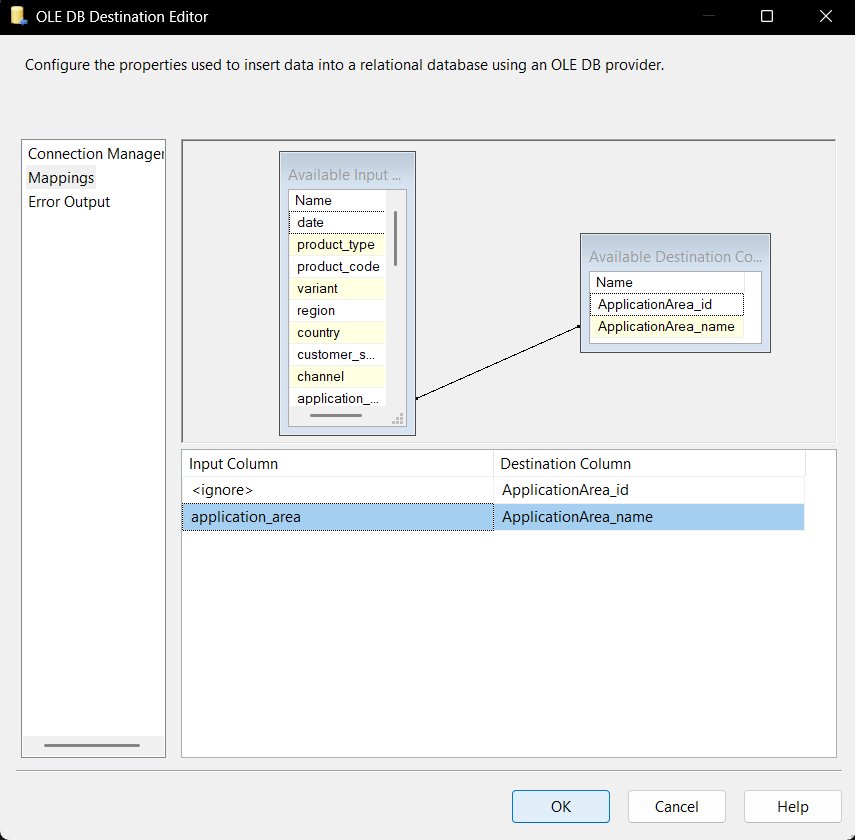 OLE DB Destination Editor
Configure the properties used to insert data into a relational database using an OLE DB provider.
Connection Manager
Mappings
Error Output
Available Input ...
Name
date
product_type
product_code
variant
region
country
customer_s...
channel
application_...
Available Destination Co...
Name
ApplicationArea_id
ApplicationArea_name
Input Column Destination Column
<ignore> ApplicationArea_id
application_area ApplicationArea_name
OK Cancel Help